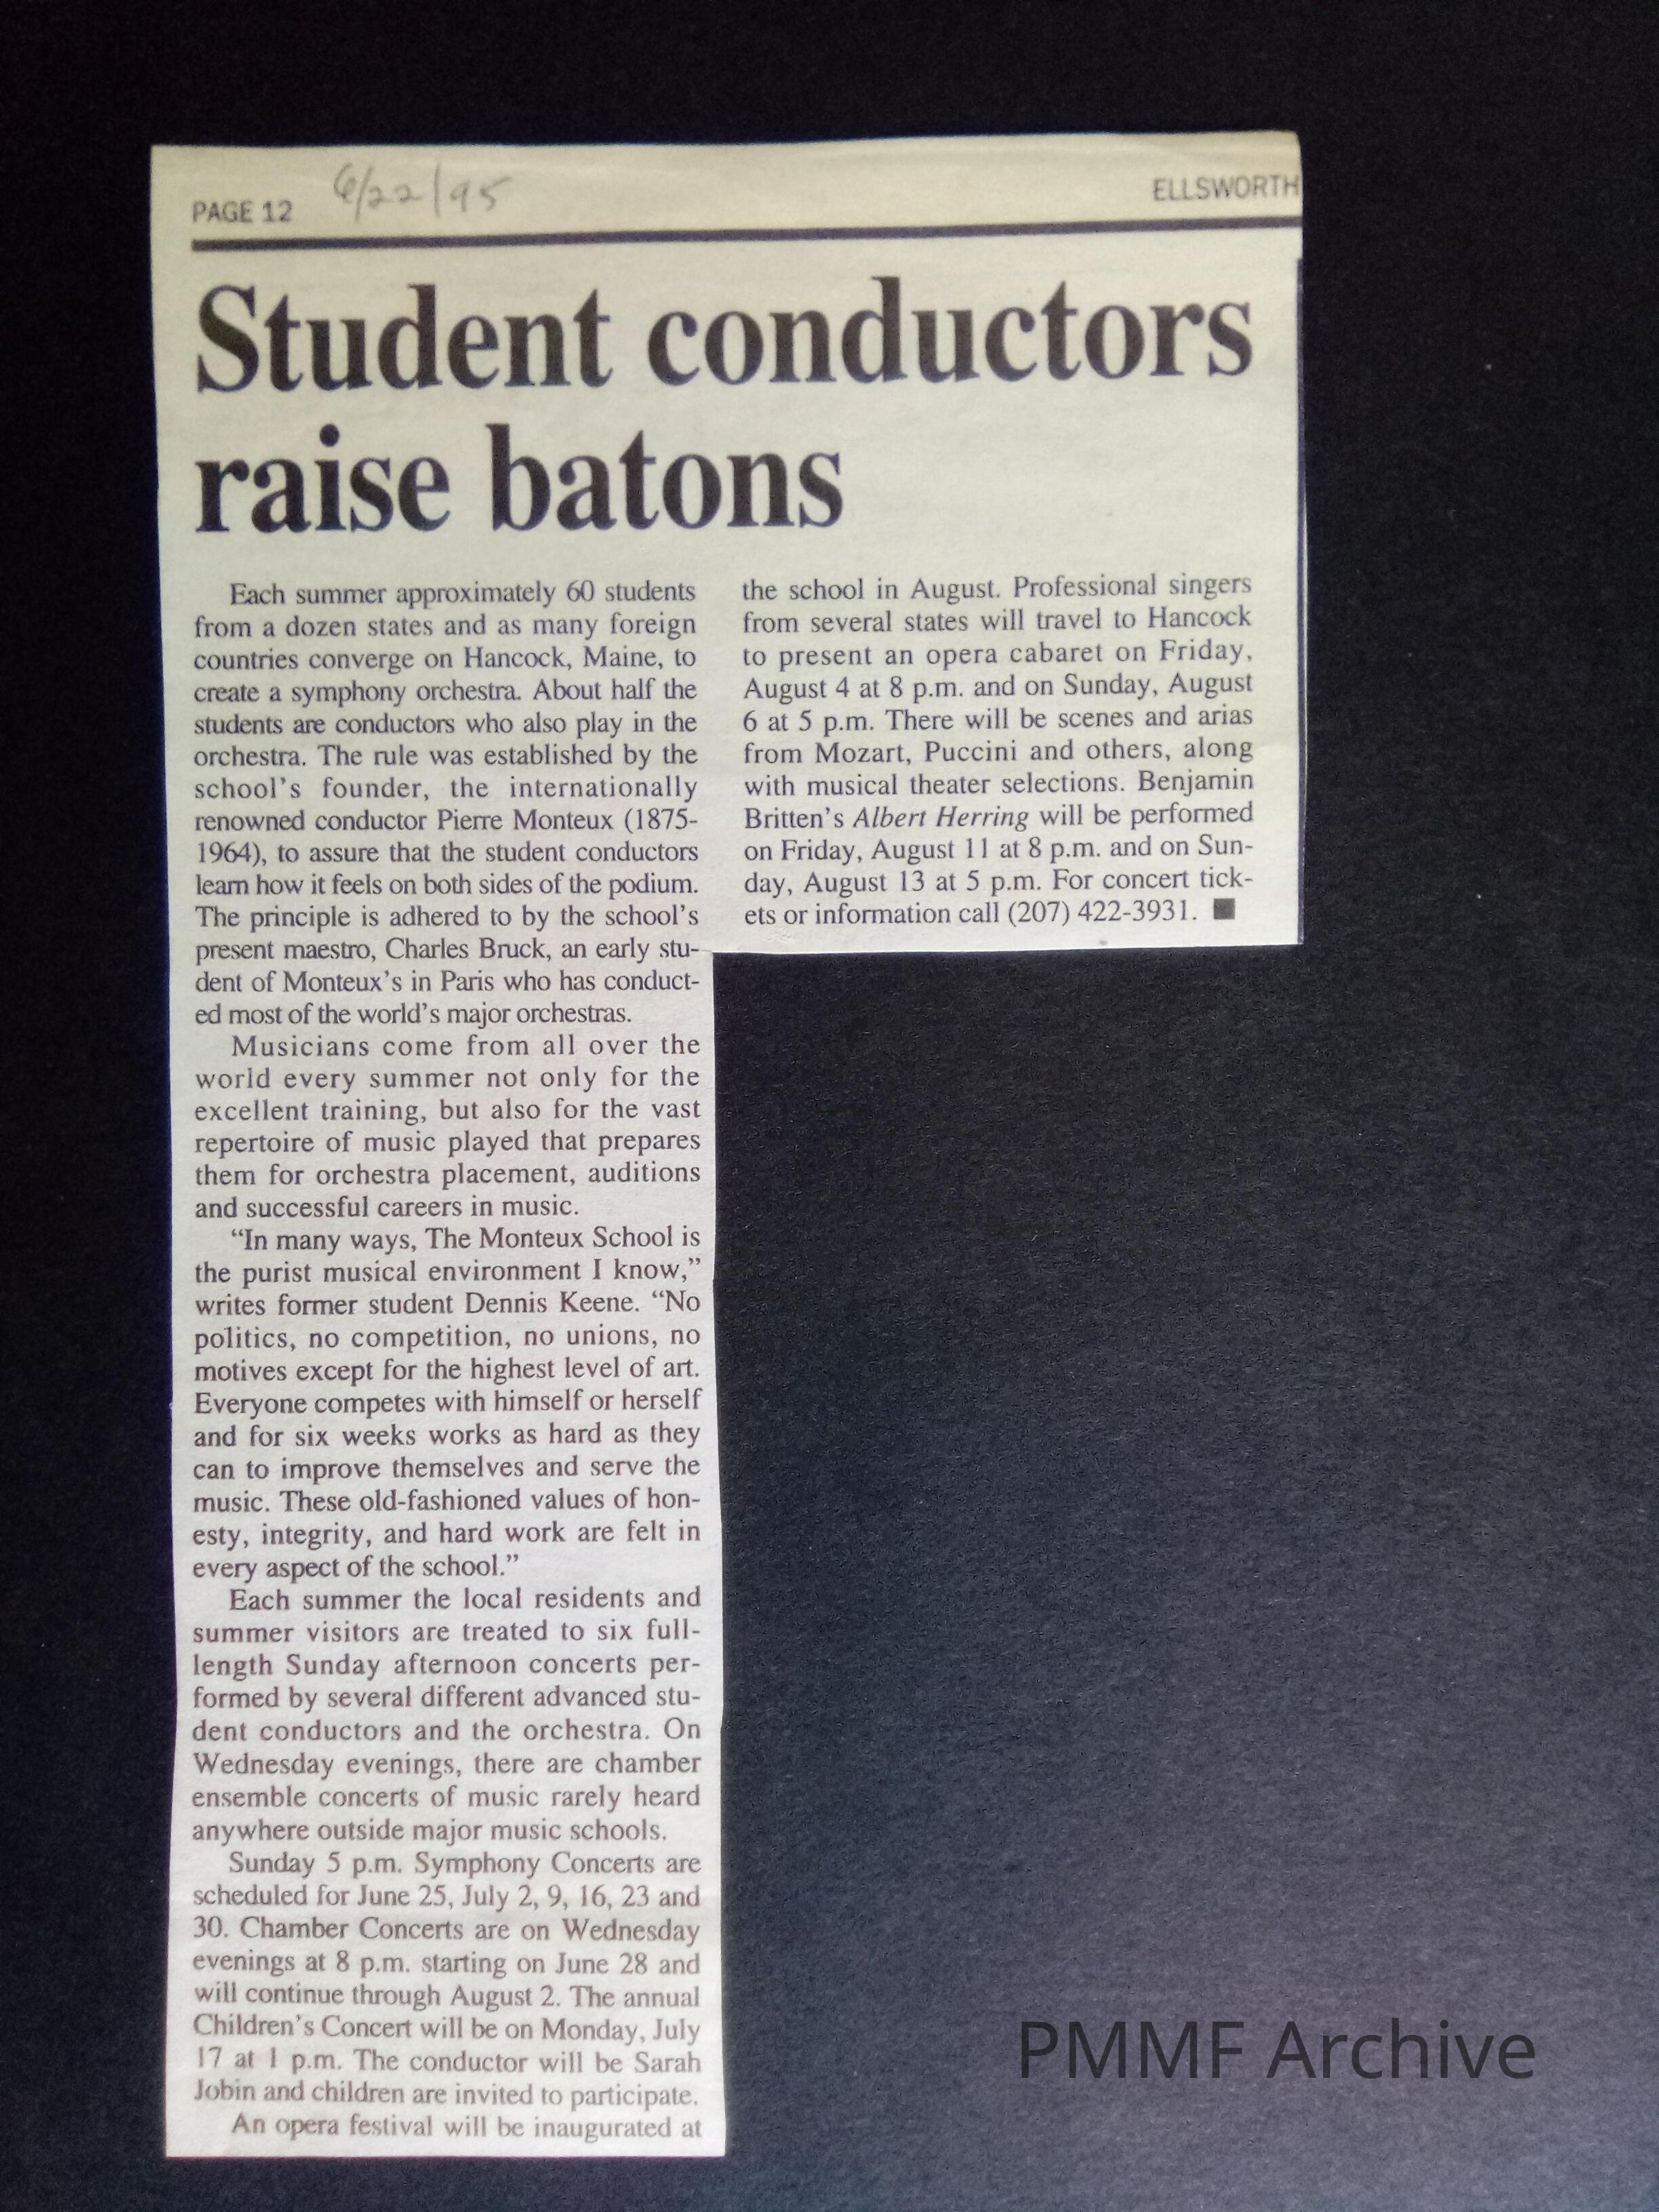 PAGE 12
6/22/95
ELLSWORTH
Student conductors
raise batons
Each summer approximately 60 students
from a dozen states and as many foreign
countries converge on Hancock, Maine, to
create a symphony orchestra. About half the
students are conductors who also play in the
orchestra. The rule was established by the
school's founder, the internationally
renowned conductor Pierre Monteux (1875-
1964), to assure that the student conductors
learn how it feels on both sides of the podium.
The principle is adhered to by the school's
present maestro, Charles Bruck, an early stu-
dent of Monteux's in Paris who has conduct-
ed most of the world's major orchestras.
Musicians come from all over the
world every summer not only for the
excellent training, but also for the vast
repertoire of music played that prepares
them for orchestra placement, auditions
and successful careers in music.
“In many ways, The Monteux School is
the purist musical environment I know,”
writes former student Dennis Keene. “No
politics, no competition, no unions, no
motives except for the highest level of art.
Everyone competes with himself or herself
and for six weeks works as hard as they
can to improve themselves and serve the
music. These old-fashioned values of hon-
esty, integrity, and hard work are felt in
every aspect of the school.”
Each summer the local residents and
summer visitors are treated to six full-
length Sunday afternoon concerts per-
formed by several different advanced stu-
dent conductors and the orchestra. On
Wednesday evenings, there are chamber
ensemble concerts of music rarely heard
anywhere outside major music schools.
Sunday 5 p.m. Symphony Concerts are
scheduled for June 25, July 2, 9, 16, 23 and
30. Chamber Concerts are on Wednesday
evenings at 8 p.m. starting on June 28 and
will continue through August 2. The annual
Children's Concert will be on Monday, July
17 at 1 p.m. The conductor will be Sarah
Jobin and children are invited to participate.
An opera festival will be inaugurated at
the school in August. Professional singers
from several states will travel to Hancock
to present an opera cabaret on Friday,
August 4 at 8 p.m. and on Sunday, August
6 at 5 p.m. There will be scenes and arias
from Mozart, Puccini and others, along
with musical theater selections. Benjamin
Britten's Albert Herring will be performed
on Friday, August 11 at 8 p.m. and on Sun-
day, August 13 at 5 p.m. For concert tick-
ets or information call (207) 422-3931. ■
PMMF Archive